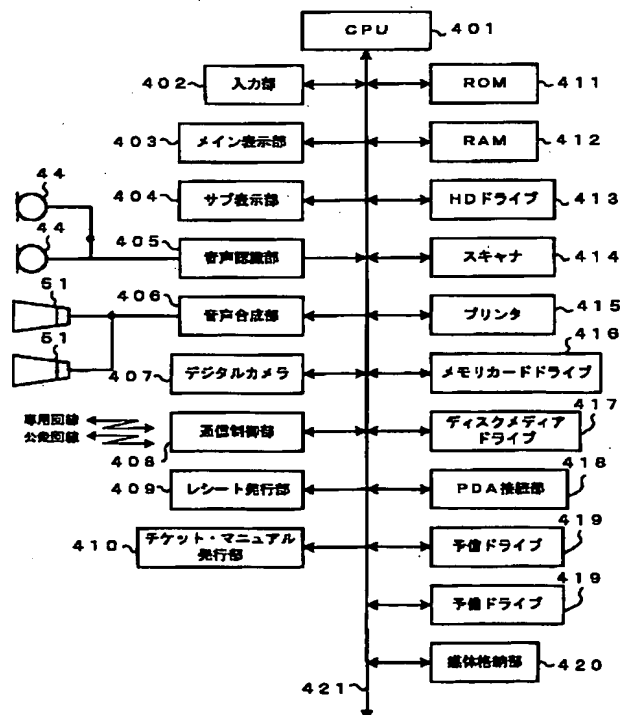 CPU
401
402
入力部
ROM
411
403
メイン表示部
RAM
412
44
404
サブ表示部
HDドライブ
413
44
405
音声認識部
スキャナ
414
51
406
音声合成部
プリンタ
415
51
407
デジタルカメラ
メモリカードドライブ
416
専用回線
公衆回線
通信制御部
408
ディスクメディア
ドライブ
417
409
レシート発行部
PDA接続部
418
410
チケット・マニュアル
発行部
予備ドライブ
419
予備ドライブ
419
媒体格納部
420
421